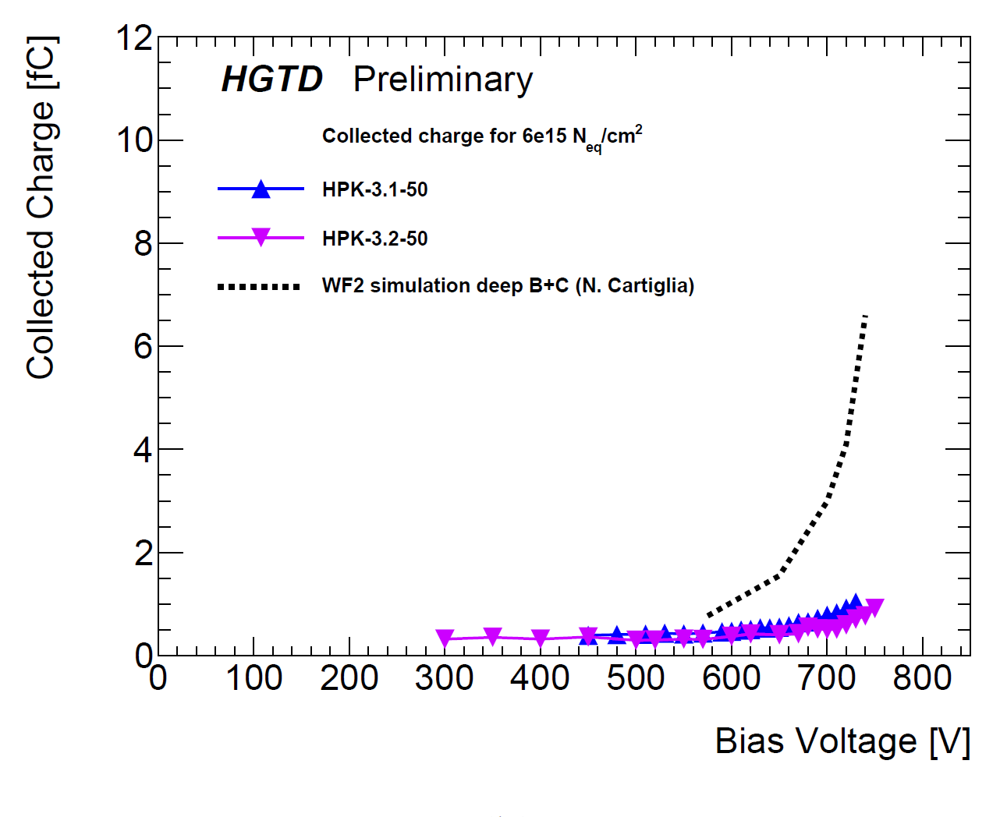 Collected Charge [fC]
12
10
8
6
4
2
0
HGTD Preliminary
Collected charge for 6e15 Neq/cm2
HPK-3.1-50
HPK-3.2-50
WF2 simulation deep B+C (N. Cartiglia)
0 100 200 300 400 500 600 700 800
Bias Voltage [V]